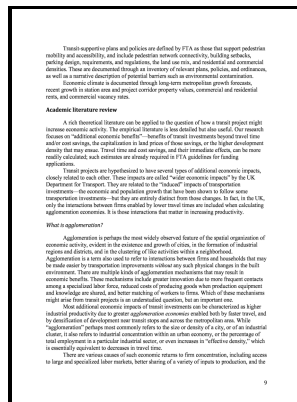 Transit-supportive plans and policies are defined by FTA as those that support pedestrian
mobility and accessibility, and include pedestrian network connectivity, building setbacks,
parking design, requirements, and regulations, the land use mix, and residential and commercial
densities. These are documented through an inventory of relevant plans, policies, and ordinances,
as well as a narrative description of potential barriers such as environmental contamination.
Economic climate is documented through long-term metropolitan growth forecasts,
recent growth in station area and project corridor property values, commercial and residential
rents, and commercial vacancy rates.
Academic literature review
A rich theoretical literature can be applied to the question of how a transit project might
increase economic activity. The empirical literature is less detailed but also useful. Our research
focuses on "additional economic benefits"—benefits of transit investments beyond travel time
and/or cost savings, the capitalization in land prices of those savings, or the higher development
density that may ensue. Travel time and cost savings, and their immediate effects, can be more
readily calculated; such estimates are already required in FTA guidelines for funding
applications.
Transit projects are hypothesized to have several types of additional economic impacts,
closely related to each other. These impacts are called "wider economic impacts" by the UK
Department for Transport. They are related to the "induced" impacts of transportation
investments—the economic and population growth that have been shown to follow some
transportation investments—but they are entirely distinct from those changes. In fact, in the UK,
only the interactions between firms enabled by lower travel times are included when calculating
agglomeration economies. It is those interactions that matter in increasing productivity.
What is agglomeration?
Agglomeration is perhaps the most widely observed feature of the spatial organization of
economic activity, evident in the existence and growth of cities, in the formation of industrial
regions and districts, and in the clustering of like activities within a neighborhood.
Agglomeration is a term also used to refer to interactions between firms and households that may
be made easier by transportation improvements without any such physical changes in the built
environment. There are multiple kinds of agglomeration mechanisms that may result in
economic benefits. These mechanisms include greater innovation due to more frequent contacts
among a specialized labor force, reduced costs of producing goods when production equipment
and knowledge are shared, and better matching of workers to firms. Which of these mechanisms
might arise from transit projects is an understudied question, but an important one.
Most additional economic impacts of transit investments can be characterized as higher
industrial productivity due to greater agglomeration economies enabled both by faster travel, and
by densification of development near transit stops and across the metropolitan area. While
"agglomeration" perhaps most commonly refers to the size or density of a city, or of an industrial
cluster, it also refers to industrial concentration within an urban economy, or the percentage of
total employment in a particular industrial sector, or even increases in "effective density," which
is essentially equivalent to decreases in travel time.
There are various causes of such economic returns to firm concentration, including access
to large and specialized labor markets, better sharing of a variety of inputs to production, and the
9